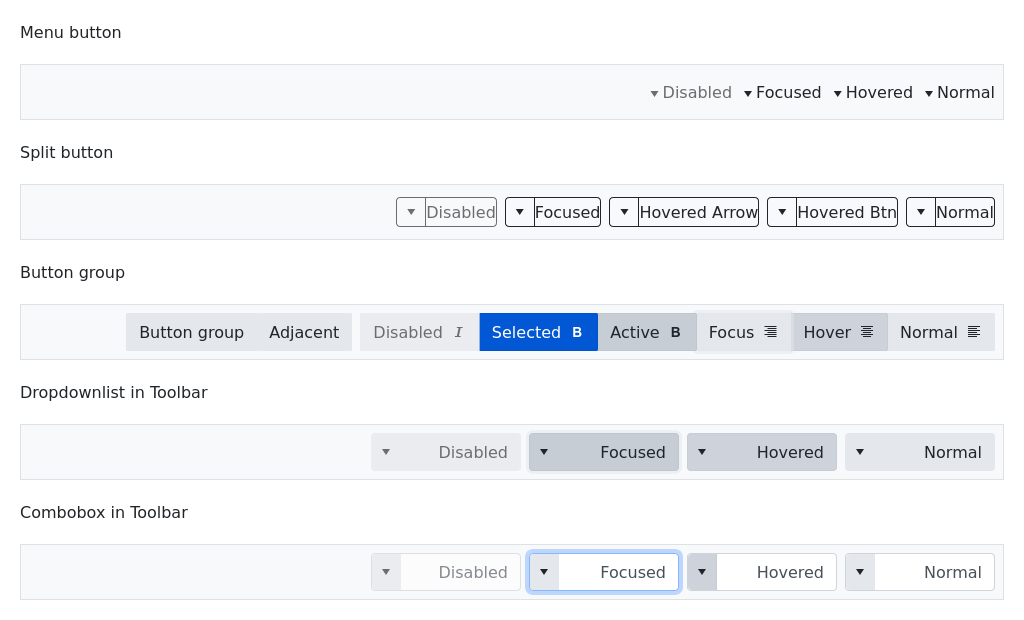 Menu button
Disabled Focused Hovered Normal
Split button
Disabled Focused Hovered Arrow Hovered Btn Normal
Button group
Button group Adjacent Disabled I Selected B Active B Focus Hover Normal
Dropdownlist in Toolbar
Disabled Focused Hovered Normal
Combobox in Toolbar
Disabled Focused Hovered Normal